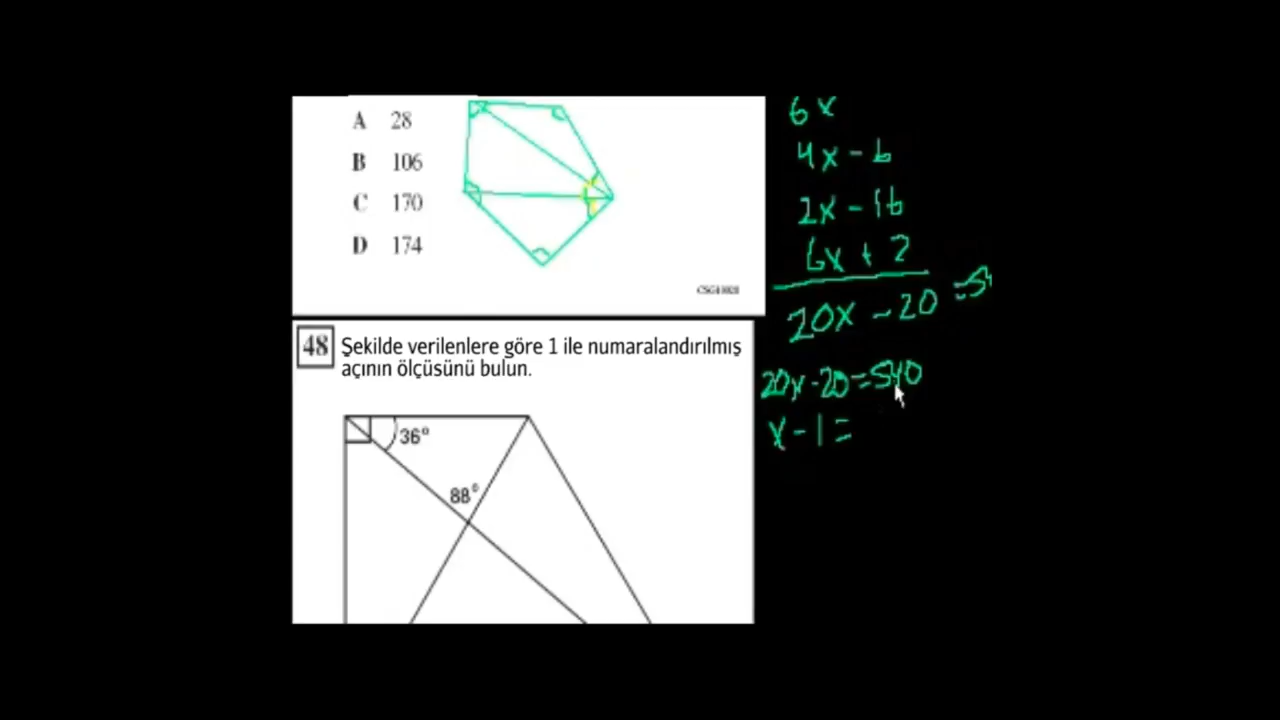 A 28
B 106
C 170
D 174
6x
4x - 6
2x - 16
6x + 2
20x - 20 = 5
20x - 20 = 540
x - 1 =
48 Şekilde verilenlere göre 1 ile numaralandırılmış
açının ölçüsünü bulun.
36°
88°